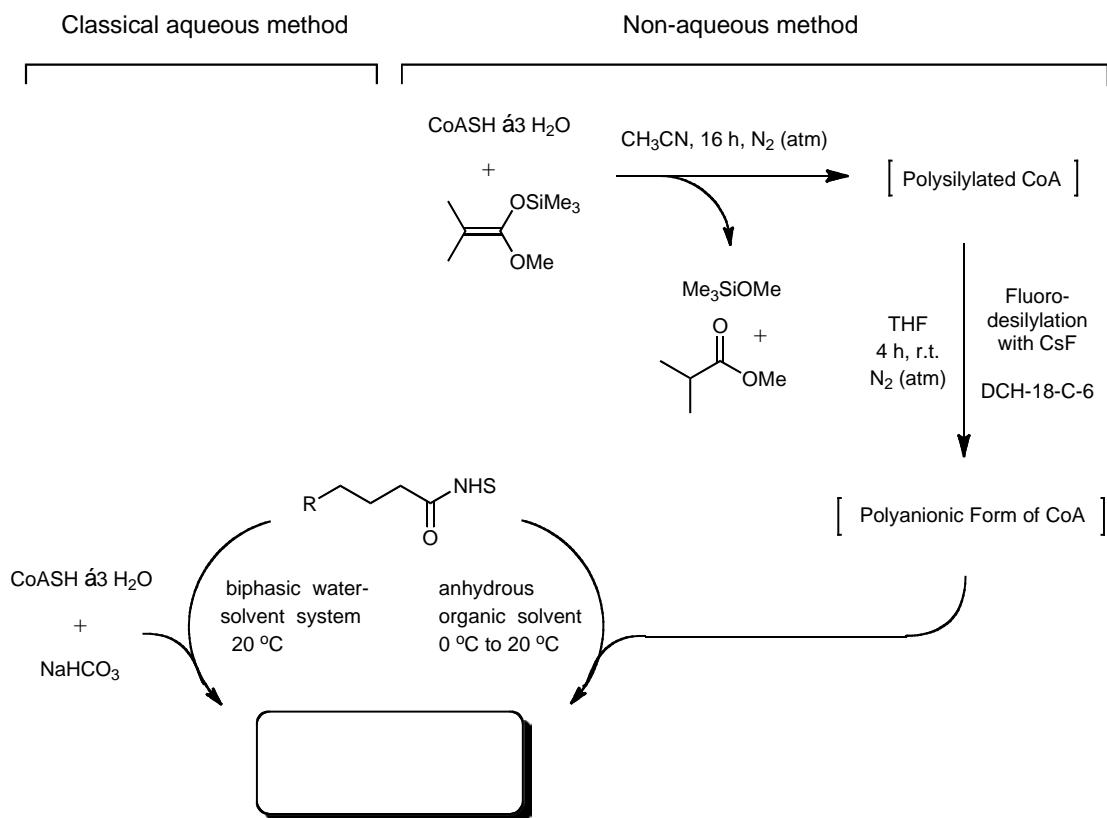 Classical aqueous method
Non-aqueous method
CoASH á3 H2O
+
OSiMe3
OMe
CH3CN, 16 h, N2 (atm)
[ Polysilylated CoA ]
Me3SiOMe
+
O
OMe
THF
4 h, r.t.
N2 (atm)
Fluoro-
desilylation
with CsF
DCH-18-C-6
[ Polyanionic Form of CoA ]
R
NHS
O
CoASH á3 H2O
+
NaHCO3
biphasic water-
solvent system
20 ºC
anhydrous
organic solvent
0 ºC to 20 ºC